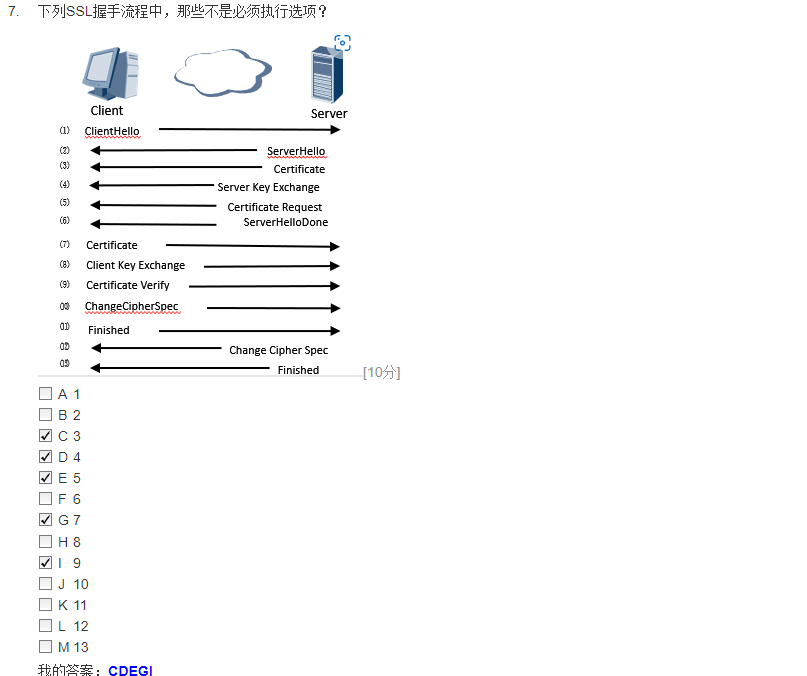 7. 下列SSL握手流程中，那些不是必须执行选项？
Client
Server
(1) ClientHello
(2) ServerHello
(3) Certificate
(4) Server Key Exchange
(5) Certificate Request
(6) ServerHelloDone
(7) Certificate
(8) Client Key Exchange
(9) Certificate Verify
(10) ChangeCipherSpec
(11) Finished
(12) Change Cipher Spec
(13) Finished
[10分]
A 1
B 2
C 3
D 4
E 5
F 6
G 7
H 8
I 9
J 10
K 11
L 12
M 13
我的答案：CDEGI